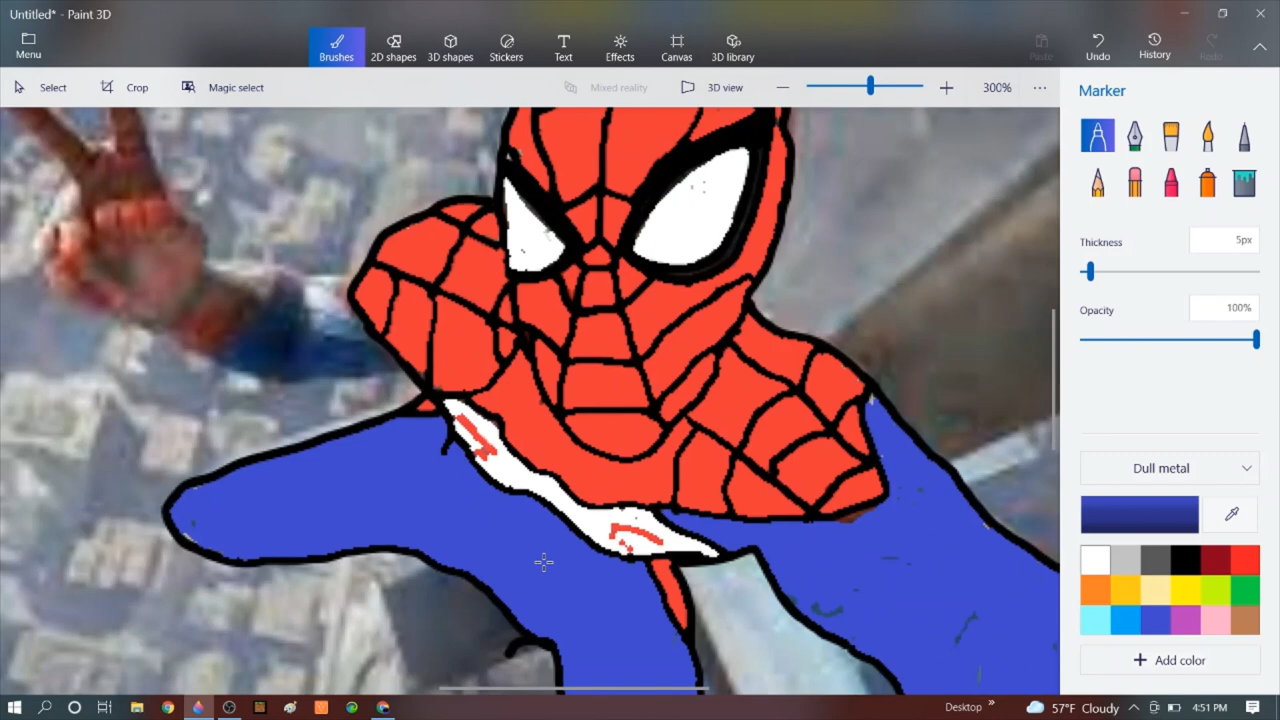 Untitled* - Paint 3D
Menu
Brushes
2D shapes
3D shapes
Stickers
Text
Effects
Canvas
3D library
Paste
Undo
History
Redo
Select
Crop
Magic select
Mixed reality
3D view
300%
Marker
Thickness
5px
Opacity
100%
Dull metal
Add color
Desktop
57°F Cloudy
4:51 PM